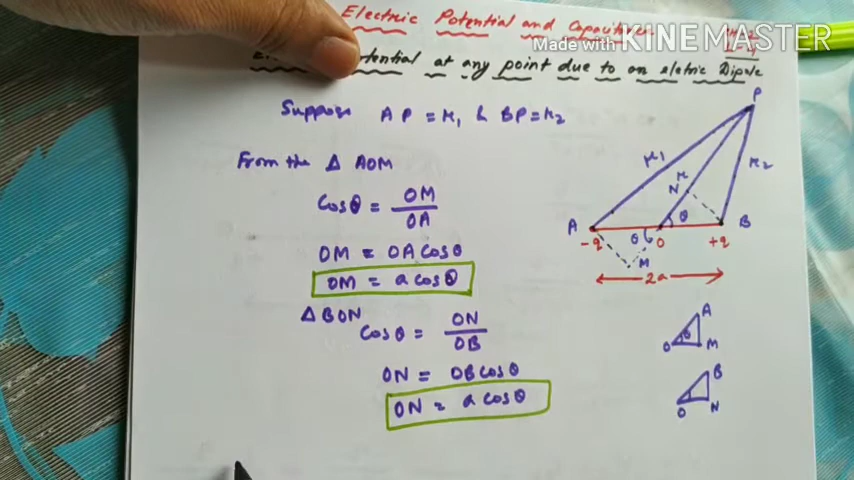 Electric Potential and Capacitance
Made with KINEMASTER
at any point due to an eletric Dipole
Suppose AP = r₁ & BP = r₂
From the Δ AOM
Cosθ = OM / OA
OM = OA Cosθ
OM = a cosθ
Δ BON
Cosθ = ON / OB
ON = OB Cosθ
ON = a cosθ
P
r₁
r₂
r
N
θ
A
B
-q
θ
O
+q
M
2a
A
θ
O
M
B
O
N